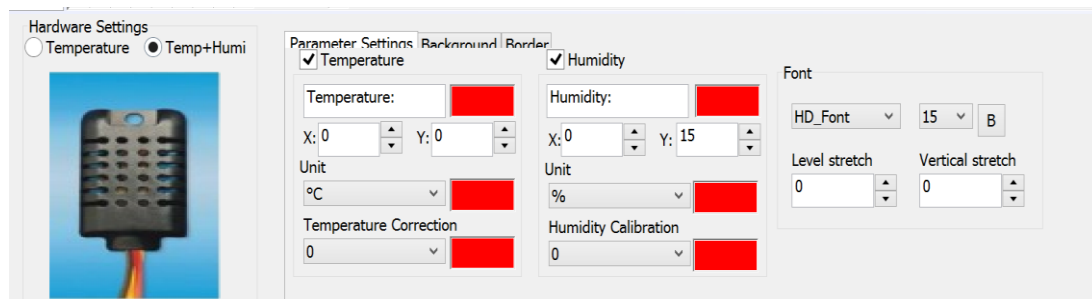 Hardware Settings
Temperature Temp+Humi
Parameter Settings Background Border
Temperature
Temperature:
X: 0 Y: 0
Unit
°C
Temperature Correction
0
Humidity
Humidity:
X: 0 Y: 15
Unit
%
Humidity Calibration
0
Font
HD_Font 15 B
Level stretch Vertical stretch
0 0